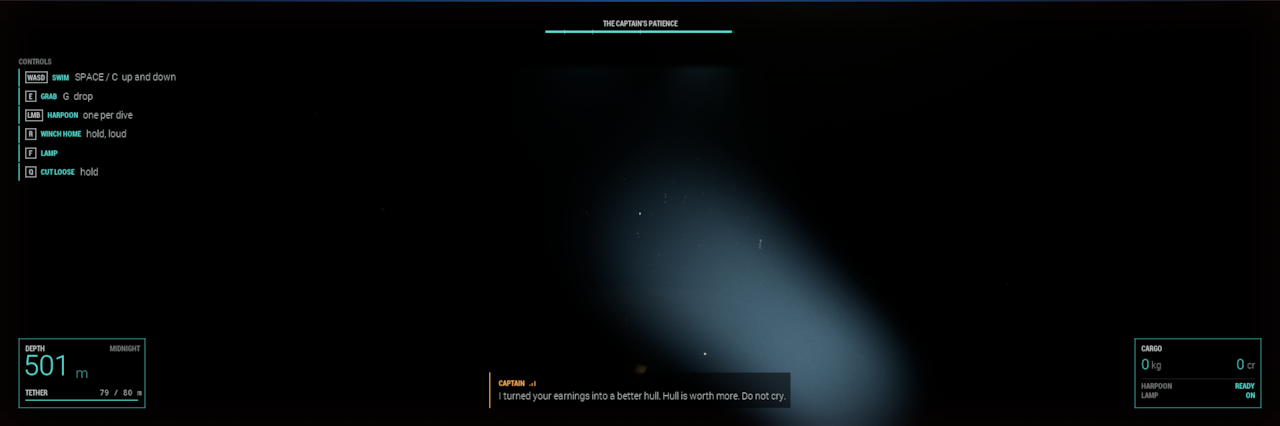 THE CAPTAIN'S PATIENCE
CONTROLS
WASD SWIM SPACE / C up and down
E GRAB G drop
LMB HARPOON one per dive
R WINCH HOME hold, loud
F LAMP
Q CUT LOOSE hold
DEPTH MIDNIGHT
501 m
TETHER 79 / 80 m
CAPTAIN
I turned your earnings into a better hull. Hull is worth more. Do not cry.
CARGO
0 kg 0 cr
HARPOON READY
LAMP ON